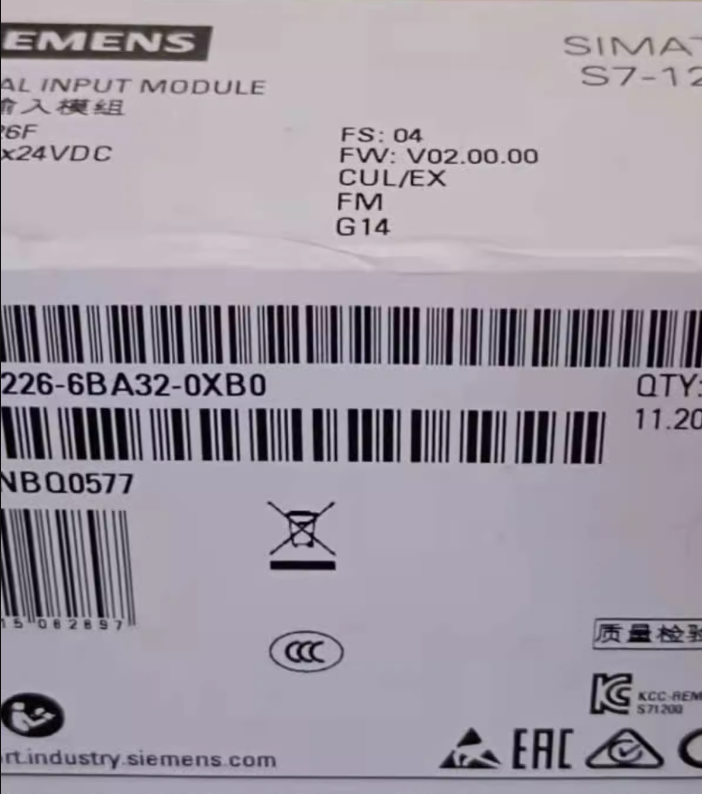 EMENS
SIMAT
S7-12
AL INPUT MODULE
輸入模組
26F
x24VDC
FS: 04
FW: V02.00.00
CUL/EX
FM
G14
226-6BA32-0XB0
QTY:
11.20
NBQ0577
15 082897
CCC
质量检验
KCC-REM
S71200
EAC
rt.industry.siemens.com